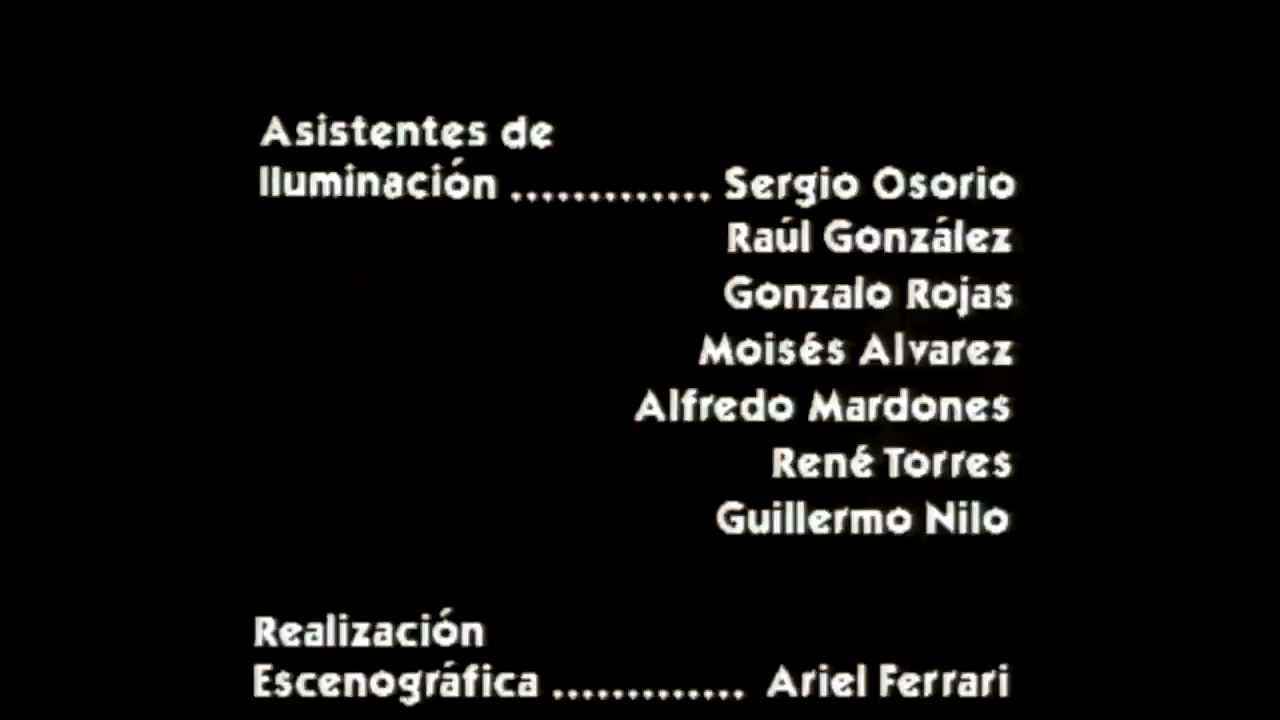 Asistentes de
Iluminación ............. Sergio Osorio
Raúl González
Gonzalo Rojas
Moisés Alvarez
Alfredo Mardones
René Torres
Guillermo Nilo
Realización
Escenográfica ............. Ariel Ferrari